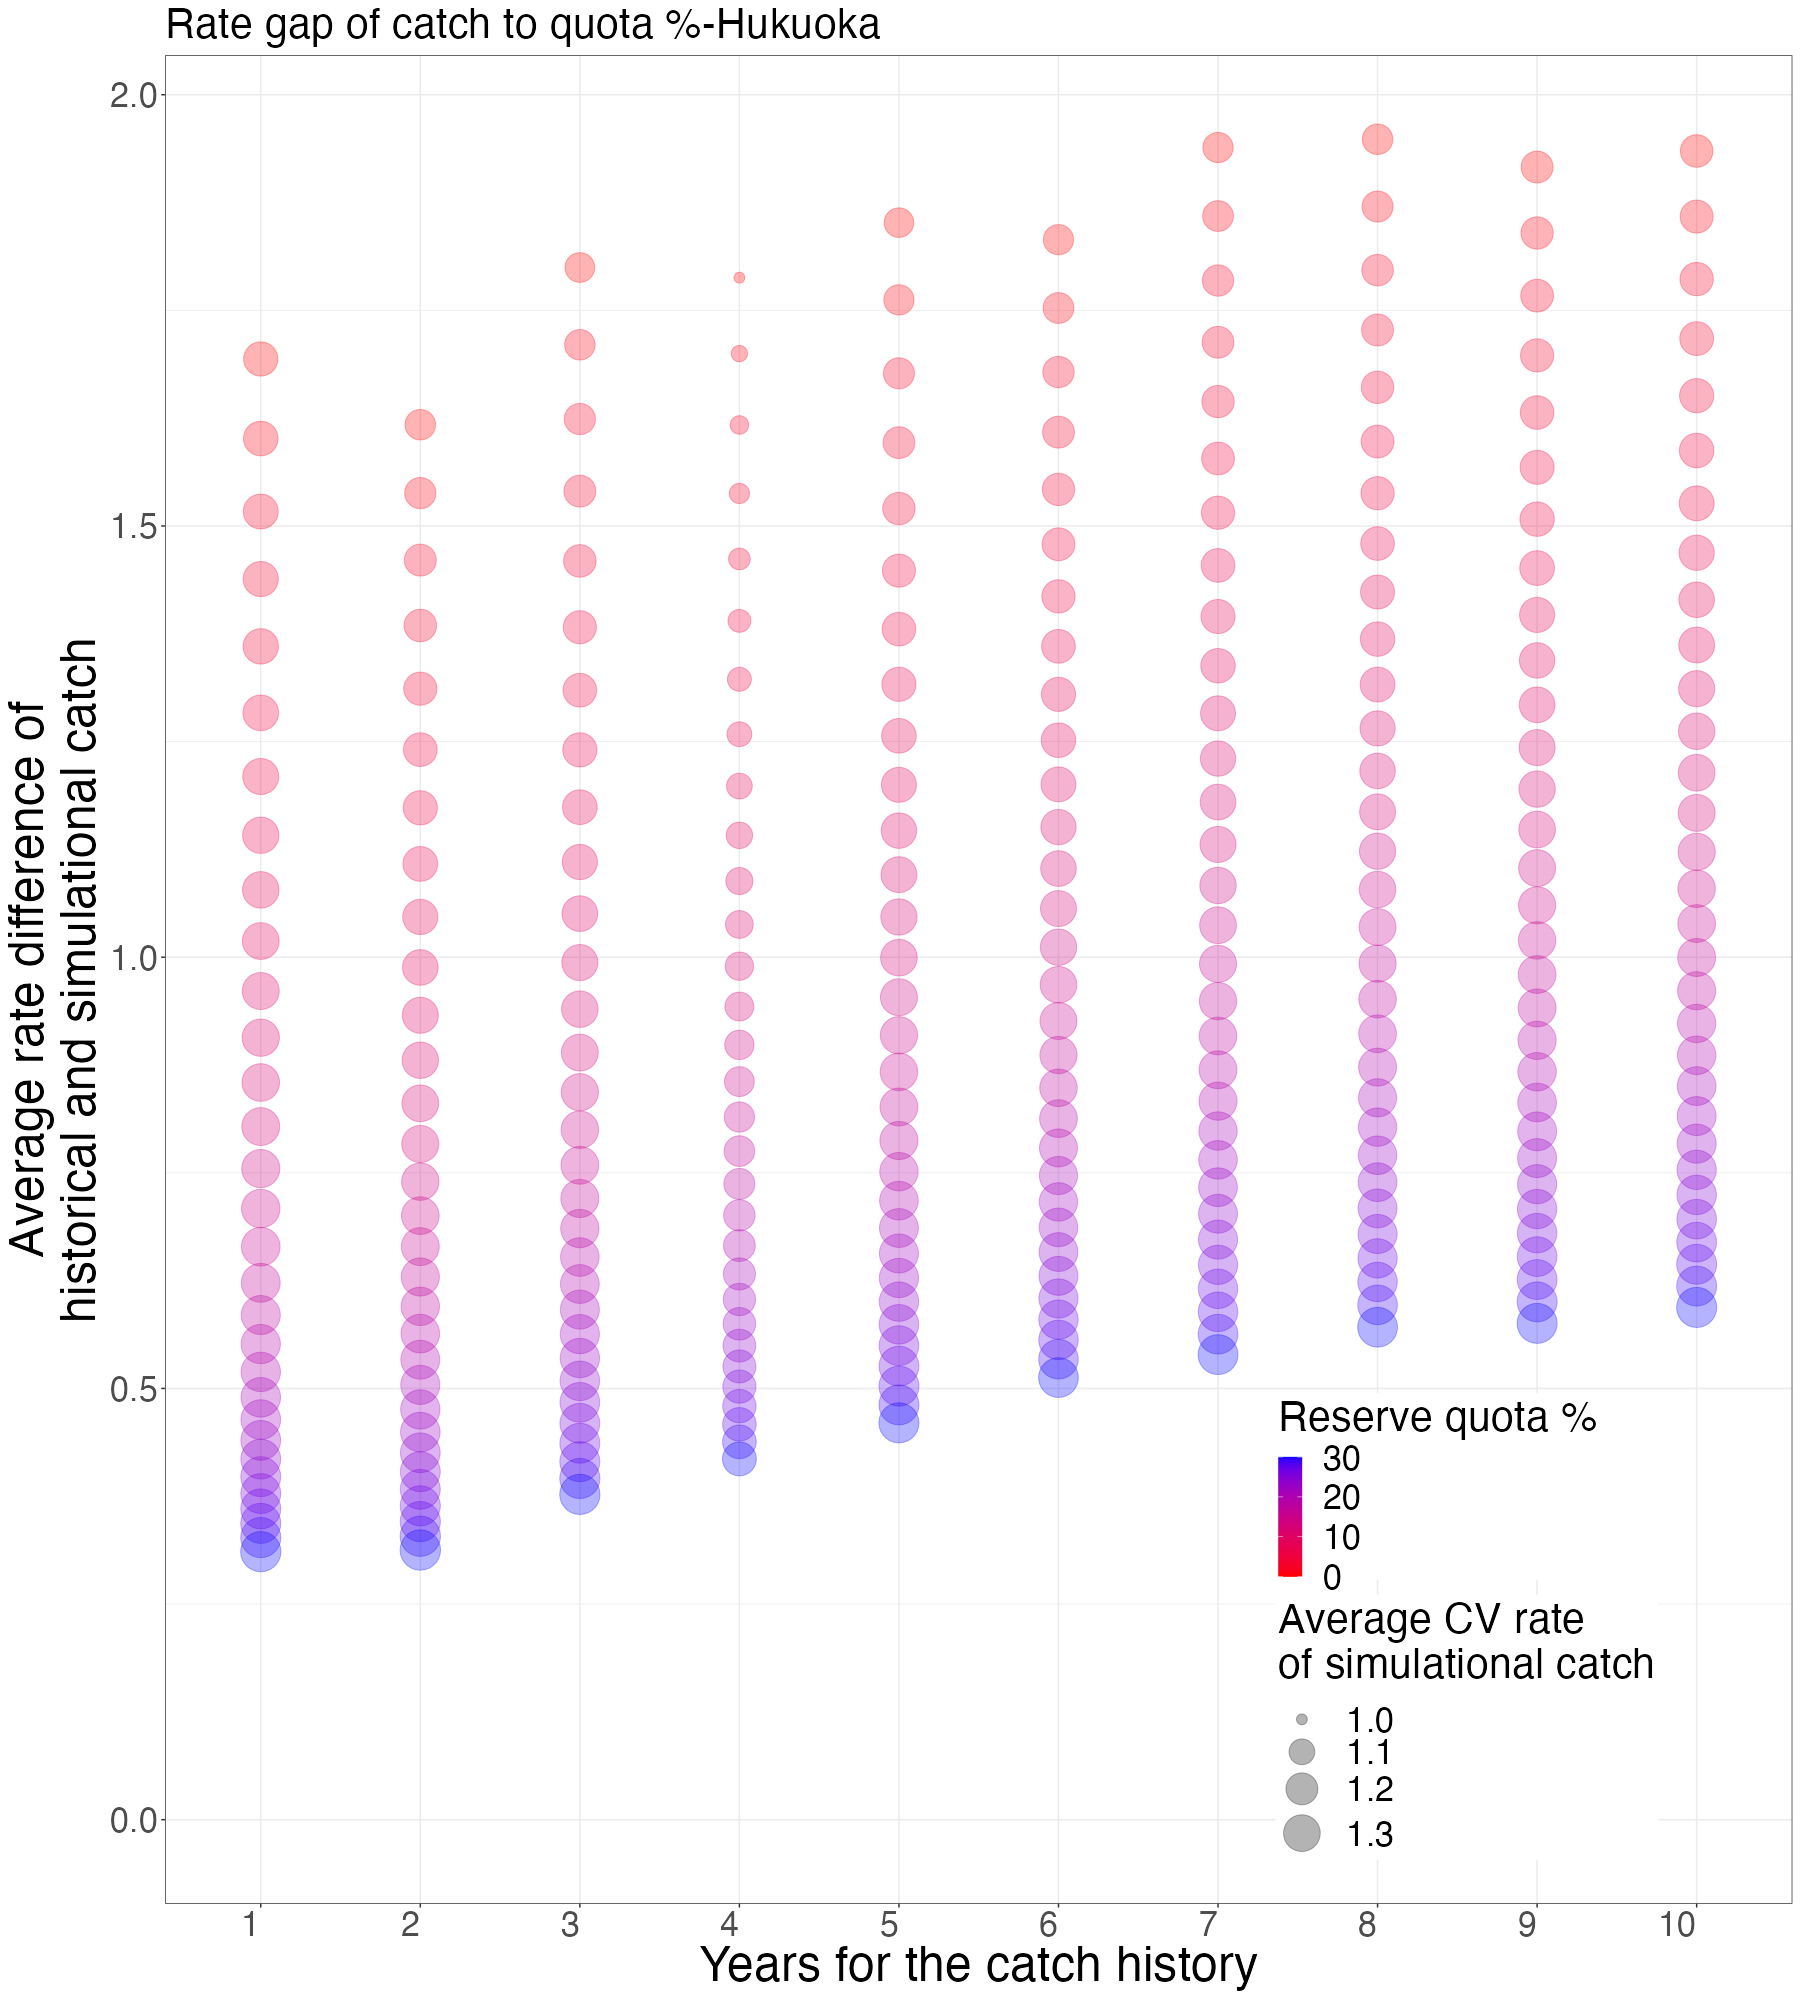 Rate gap of catch to quota %-Hukuoka
Average rate difference of
historical and simulational catch
2.0
1.5
1.0
0.5
0.0
Reserve quota %
30
20
10
0
Average CV rate
of simulational catch
1.0
1.1
1.2
1.3
1 2 3 4 5 6 7 8 9 10
Years for the catch history